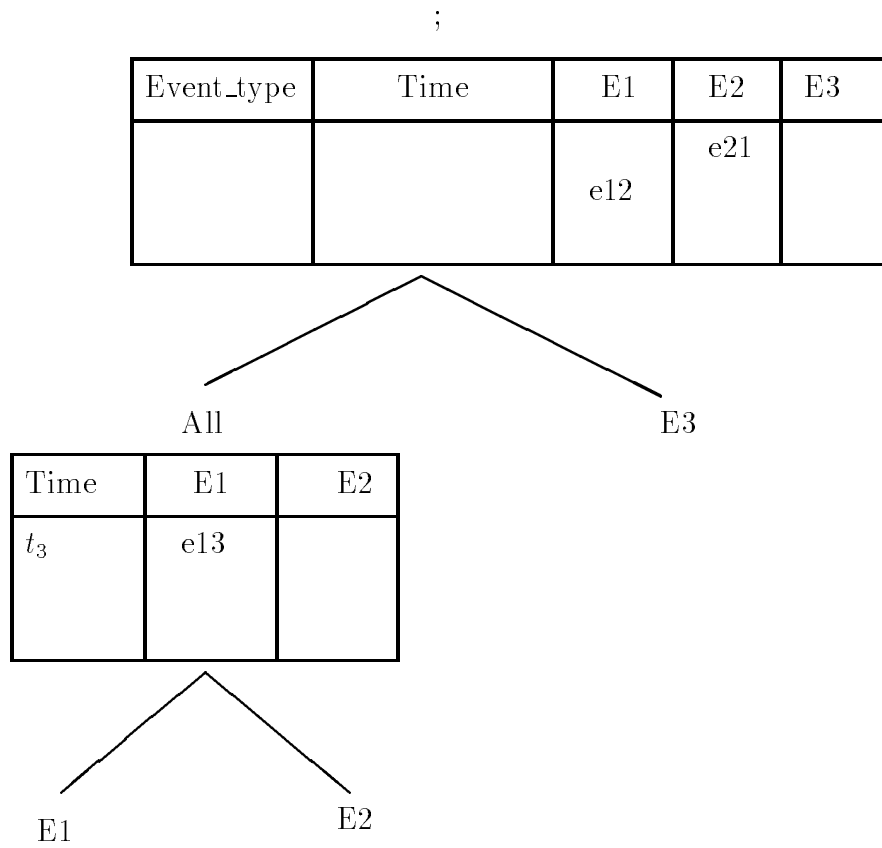 ;
Event_type Time E1 E2 E3
e21
e12
All E3
Time E1 E2
t₃ e13
E1 E2